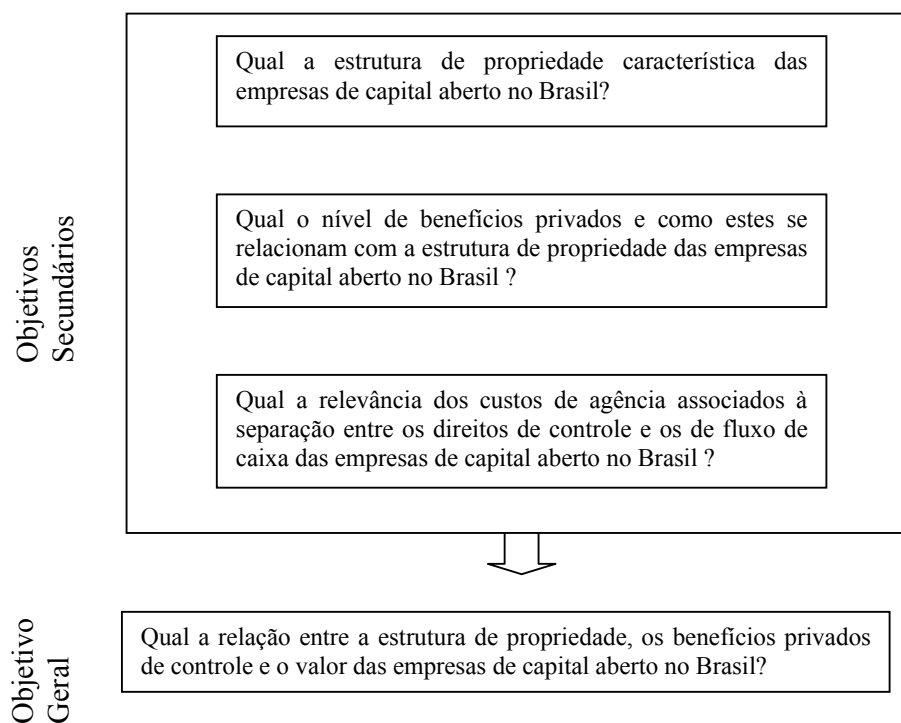 Objetivos
Secundários
Qual a estrutura de propriedade característica das
empresas de capital aberto no Brasil?
Qual o nível de benefícios privados e como estes se
relacionam com a estrutura de propriedade das empresas
de capital aberto no Brasil ?
Qual a relevância dos custos de agência associados à
separação entre os direitos de controle e os de fluxo de
caixa das empresas de capital aberto no Brasil ?
Objetivo
Geral
Qual a relação entre a estrutura de propriedade, os benefícios privados
de controle e o valor das empresas de capital aberto no Brasil?